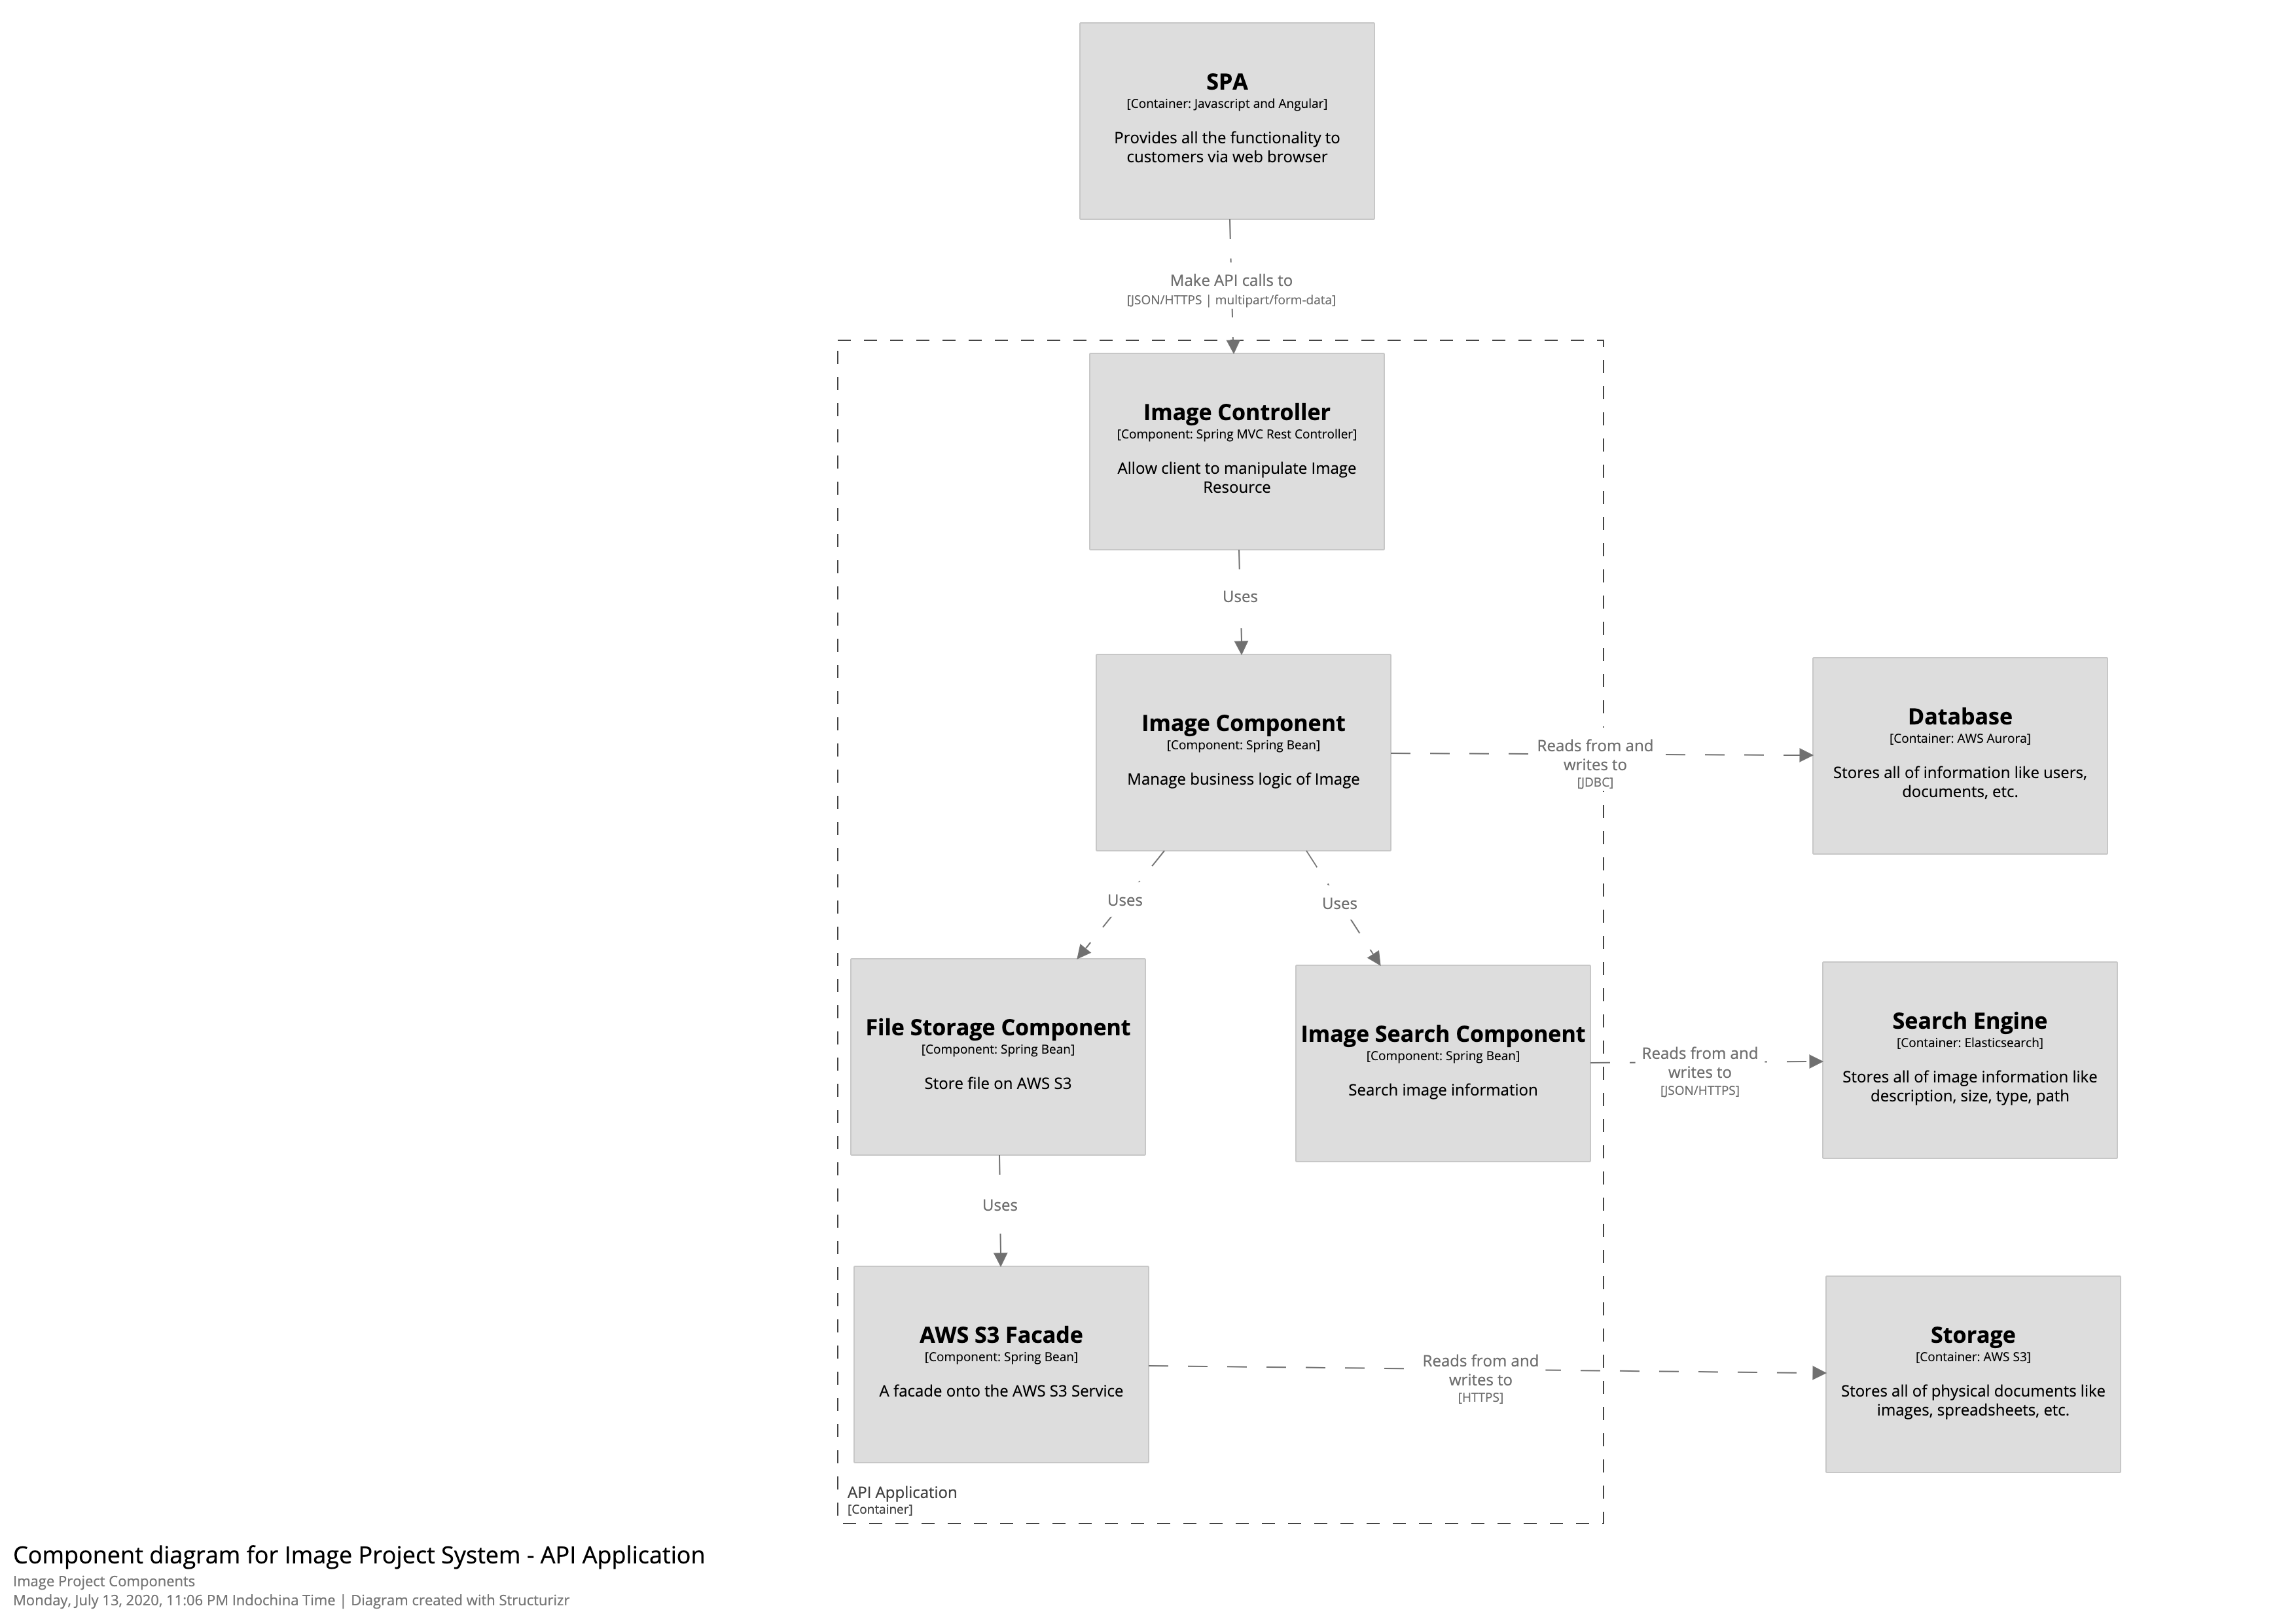 SPA
[Container: Javascript and Angular]
Provides all the functionality to
customers via web browser
Make API calls to
[JSON/HTTPS | multipart/form-data]
Image Controller
[Component: Spring MVC Rest Controller]
Allow client to manipulate Image
Resource
Uses
Image Component
[Component: Spring Bean]
Manage business logic of Image
Reads from and
writes to
[JDBC]
Database
[Container: AWS Aurora]
Stores all of information like users,
documents, etc.
Uses
Uses
File Storage Component
[Component: Spring Bean]
Store file on AWS S3
Image Search Component
[Component: Spring Bean]
Search image information
Reads from and
writes to
[JSON/HTTPS]
Search Engine
[Container: Elasticsearch]
Stores all of image information like
description, size, type, path
Uses
AWS S3 Facade
[Component: Spring Bean]
A facade onto the AWS S3 Service
Reads from and
writes to
[HTTPS]
Storage
[Container: AWS S3]
Stores all of physical documents like
images, spreadsheets, etc.
API Application
[Container]
Component diagram for Image Project System - API Application
Image Project Components
Monday, July 13, 2020, 11:06 PM Indochina Time | Diagram created with Structurizr